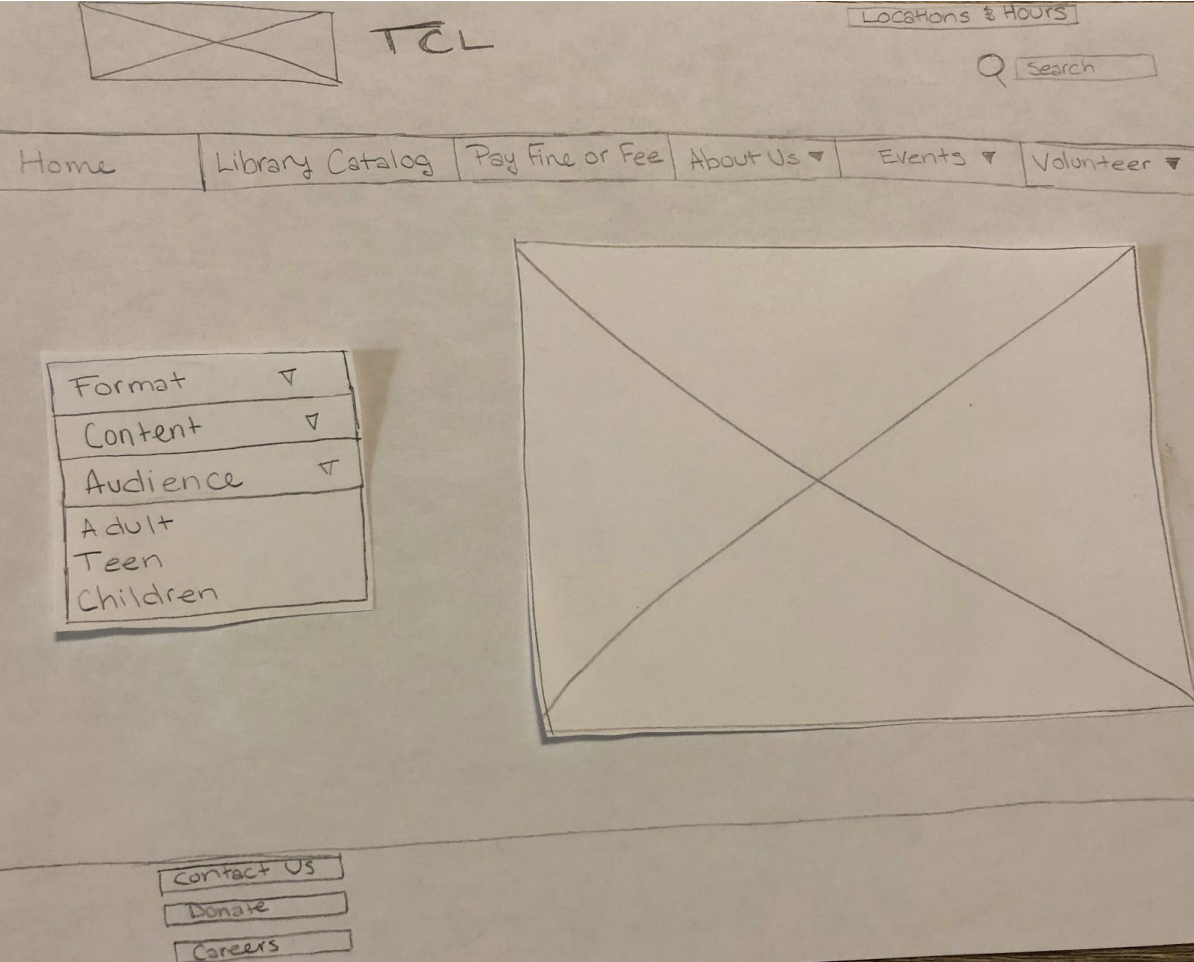 TCL
Locations & Hours
Search
Home
Library Catalog
Pay Fine or Fee
About Us
Events
Volunteer
Format
Content
Audience
Adult
Teen
Children
Contact Us
Donate
Careers